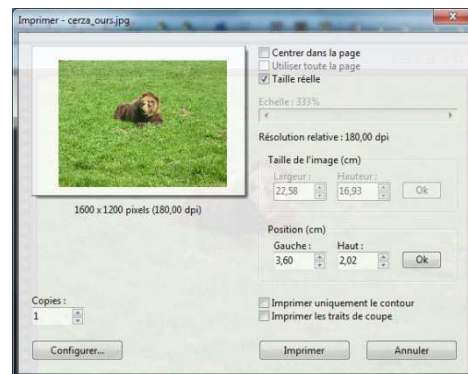 Imprimer - cerza_ours.jpg
Centrer dans la page
Utiliser toute la page
Taille réelle
Echelle : 333%
Résolution relative : 180,00 dpi
Taille de l'image (cm)
Largeur : Hauteur :
22,58 16,93 Ok
1600 x 1200 pixels (180,00 dpi)
Position (cm)
Gauche : Haut :
3,60 2,02 Ok
Copies :
1
Imprimer uniquement le contour
Imprimer les traits de coupe
Configurer... Imprimer Annuler